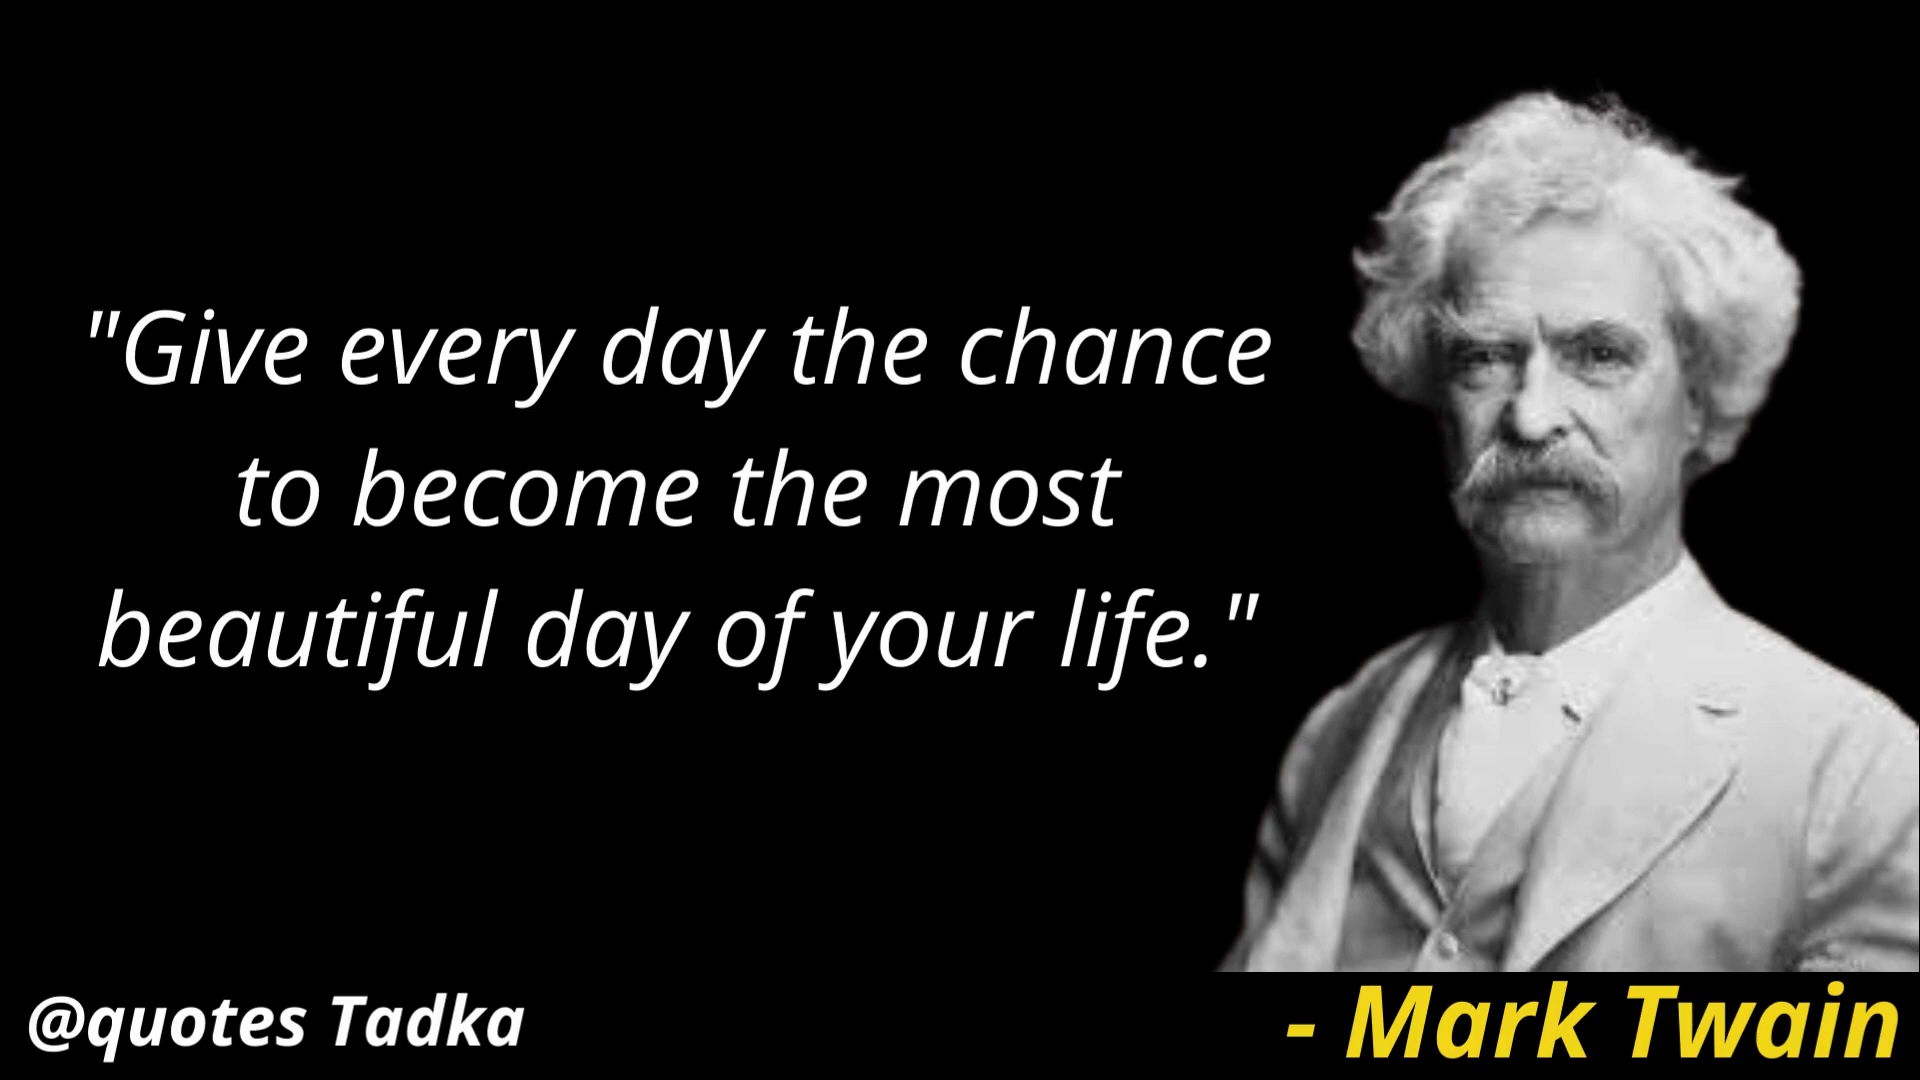 "Give every day the chance
to become the most
beautiful day of your life."
@quotes Tadka
- Mark Twain